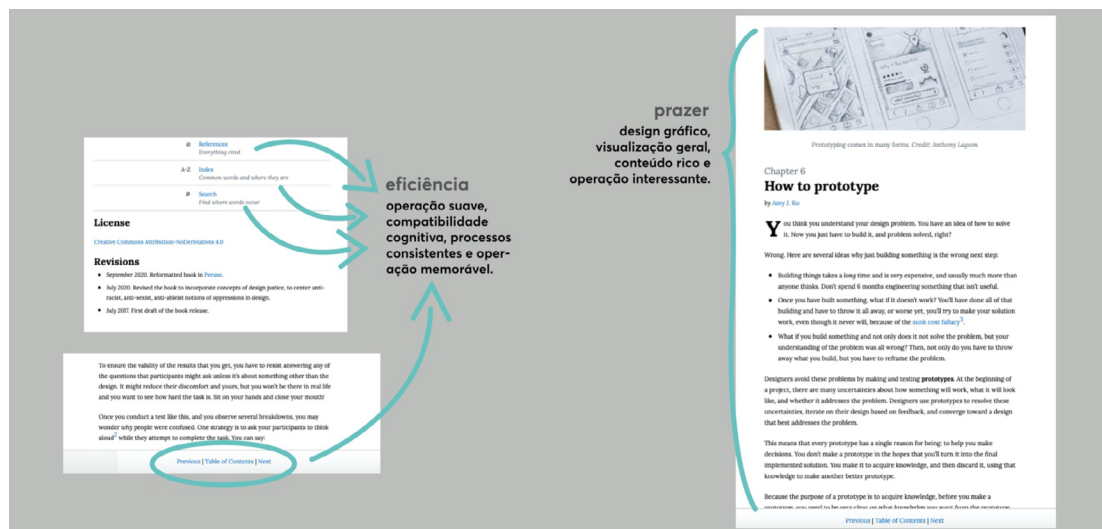 @ References
Everything cited
A-Z Index
Common words and where they are
Search
Find where words occur
License
Creative Commons Attribution-NoDerivatives 4.0
Revisions
• September 2020. Reformatted book in Peruse.
• July 2020. Revised the book to incorporate concepts of design justice, to center anti-
racist, anti-sexist, anti-ableist notions of oppressions in design.
• July 2017. First draft of the book release.
To ensure the validity of the results that you get, you have to resist answering any of
the questions that participants might ask unless it's about something other than the
design. It might reduce their discomfort and yours, but you won't be there in real life
and you want to see how hard the task is. Sit on your hands and close your mouth!
Once you conduct a test like this, and you observe several breakdowns, you may
wonder why people were confused. One strategy is to ask your participants to think
aloud2 while they attempt to complete the task. You can say:
Previous | Table of Contents | Next
eficiência
operação suave,
compatibilidade
cognitiva, processos
consistentes e oper-
ação memorável.
prazer
design gráfico,
visualização geral,
conteúdo rico e
operação interessante.
Prototyping comes in many forms. Credit: Anthony Lagoon
Chapter 6
How to prototype
by Amy J. Ko
You think you understand your design problem. You have an idea of how to solve
it. Now you just have to build it, and problem solved, right?
Wrong. Here are several ideas why just building something is the wrong next step:
• Building things takes a long time and is very expensive, and usually much more than
anyone thinks. Don't spend 6 months engineering something that isn't useful.
• Once you have built something, what if it doesn't work? You'll have done all of that
building and have to throw it all away, or worse yet, you'll try to make your solution
work, even though it never will, because of the sunk cost fallacy3.
• What if you build something and not only does it not solve the problem, but your
understanding of the problem was all wrong? Then, not only do you have to throw
away what you build, but you have to reframe the problem.
Designers avoid these problems by making and testing prototypes. At the beginning of
a project, there are many uncertainties about how something will work, what it will look
like, and whether it addresses the problem. Designers use prototypes to resolve these
uncertainties, iterate on their design based on feedback, and converge toward a design
that best addresses the problem.
This means that every prototype has a single reason for being: to help you make
decisions. You don't make a prototype in the hopes that you'll turn it into the final
implemented solution. You make it to acquire knowledge, and then discard it, using that
knowledge to make another better prototype.
Because the purpose of a prototype is to acquire knowledge, before you make a
prototype, you need to be very clear on what knowledge you want from the prototype
Previous | Table of Contents | Next